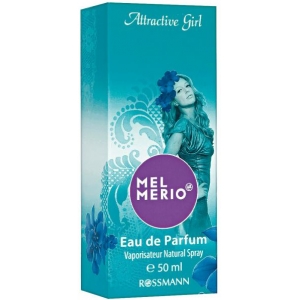 Attractive Girl
MEL
MERIO
Eau de Parfum
Vaporisateur Natural Spray
℮ 50 ml
ROSSMANN